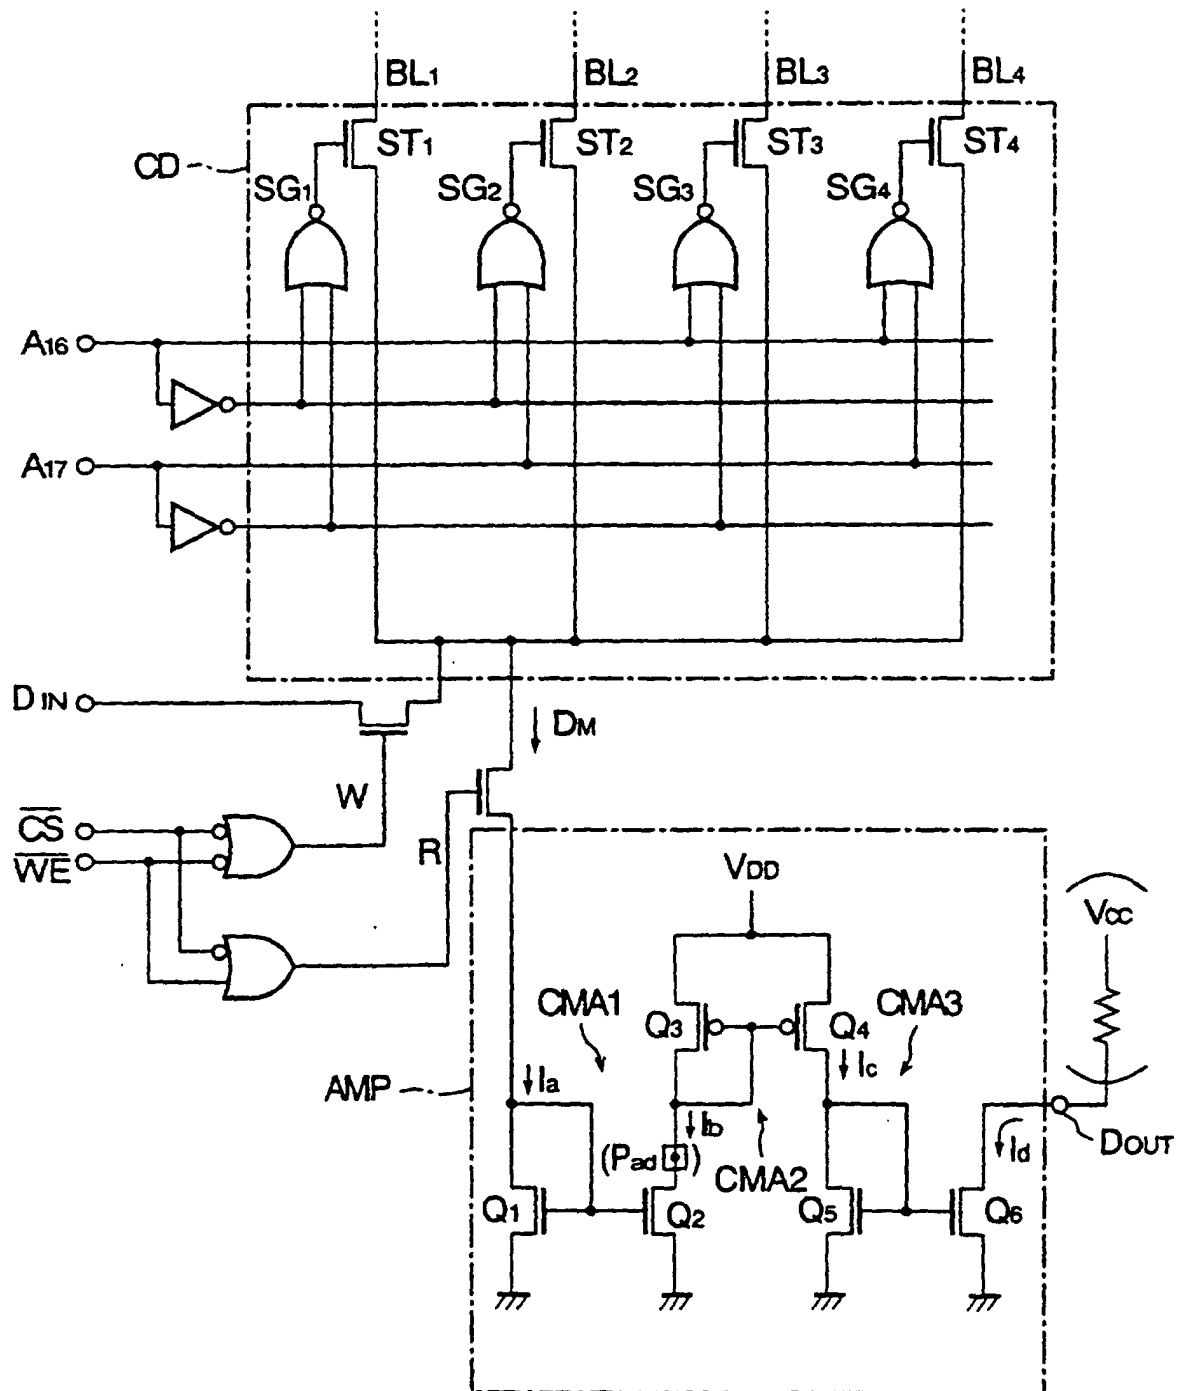 BL1 BL2 BL3 BL4
ST1 ST2 ST3 ST4
CD
SG1 SG2 SG3 SG4
A16
A17
DIN
DM
W
CS
WE
R
VDD
VCC
CMA1 Q3 Q4 CMA3
Ia Ic
AMP
Ib
(Pad) CMA2
Id DOUT
Q1 Q2 Q5 Q6